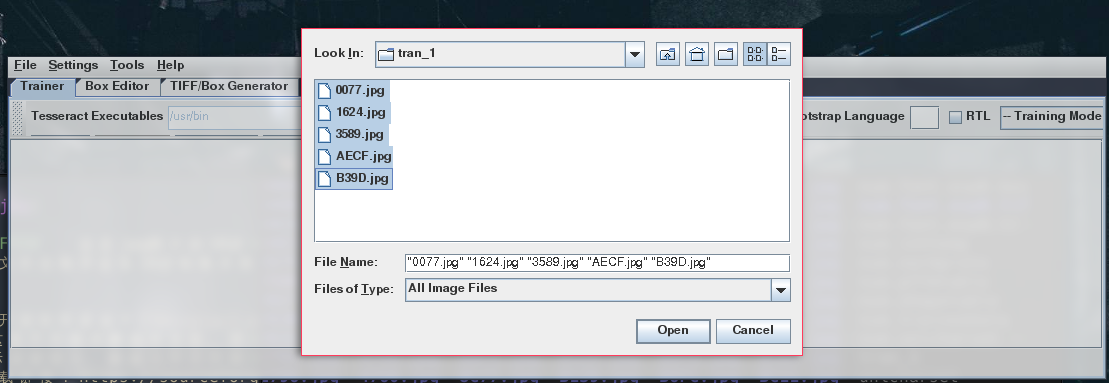 Look In: tran_1
File Settings Tools Help
Trainer Box Editor TIFF/Box Generator
Tesseract Executables /usr/bin
Language RTL -- Training Mode
0077.jpg
1624.jpg
3589.jpg
AECF.jpg
B39D.jpg
File Name: "0077.jpg" "1624.jpg" "3589.jpg" "AECF.jpg" "B39D.jpg"
Files of Type: All Image Files
Open Cancel